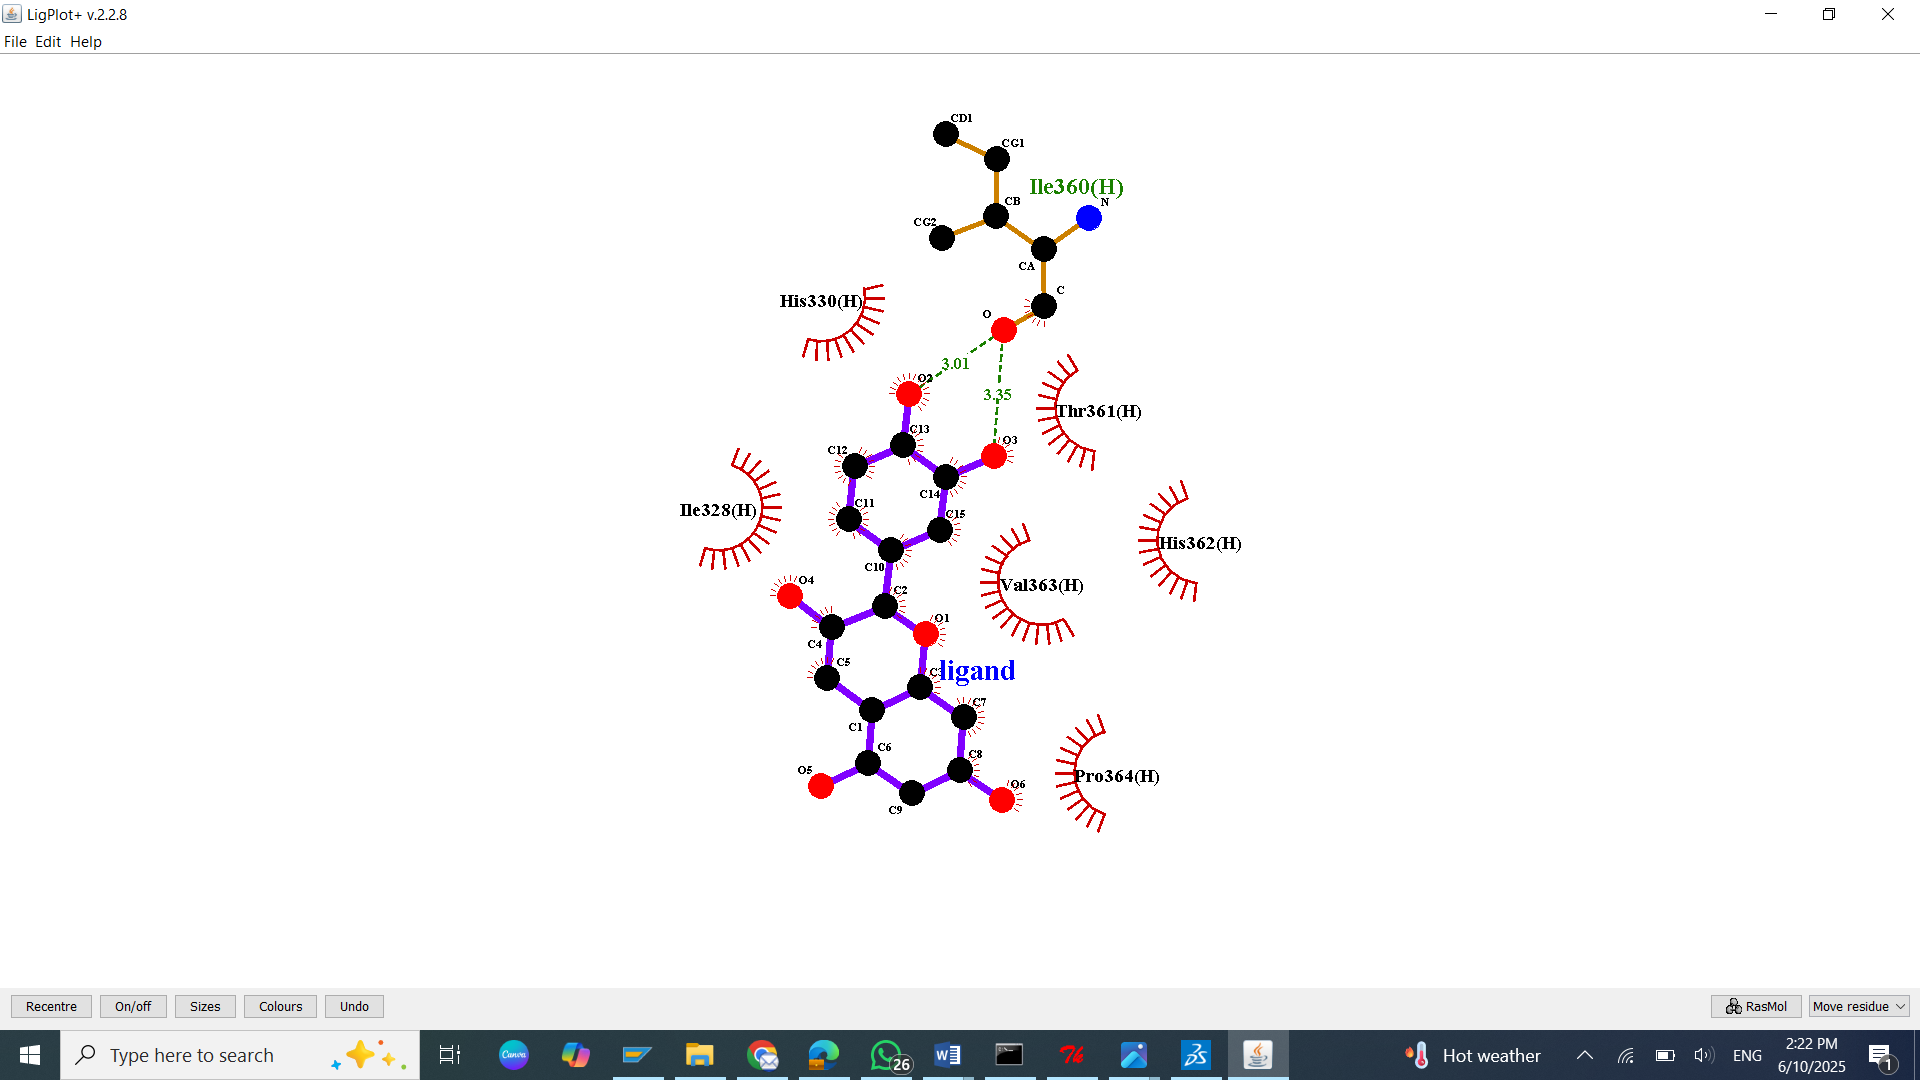 LigPlot+ v.2.2.8
File Edit Help
CD1
CG1
Ile360(H)
N
CB
CG2
CA
C
His330(H)
O
3.01
O2
3.35
Thr361(H)
C13
O3
C12
C14
C11
Ile328(H)
C15
His362(H)
C10
O4
Val363(H)
C2
O1
C4
C5
ligand
C7
C1
C6
C8
O5
Pro364(H)
O6
C9
Recentre On/off Sizes Colours Undo RasMol Move residue
Type here to search
Canva
26
Hot weather
ENG
2:22 PM
6/10/2025
1